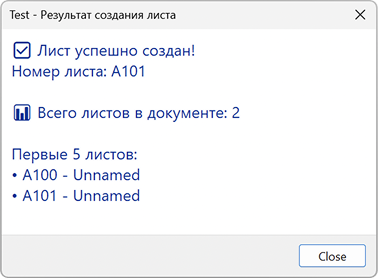 Test - Результат создания листа
Лист успешно создан!
Номер листа: A101
Всего листов в документе: 2
Первые 5 листов:
• A100 - Unnamed
• A101 - Unnamed
Close